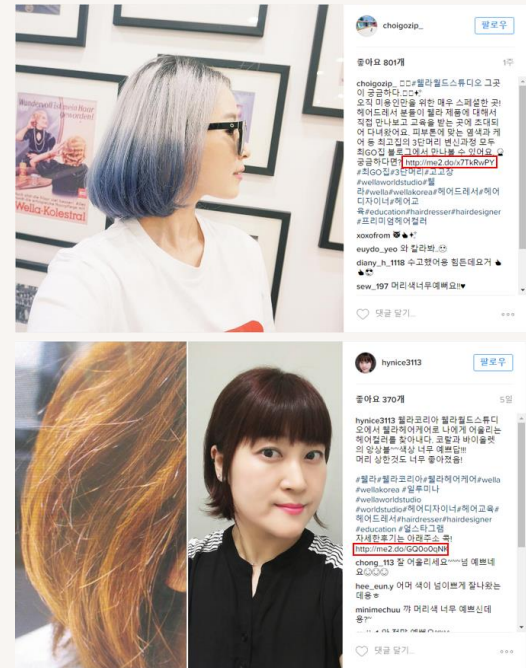 Wunderwoll ist mein Haar
geworden!
Wella-Kolestral
choigozip_
팔로우
좋아요 801개
1주
choigozip_ #웰라월드스튜디오 그곳
이 궁금하다.
오직 미용인만을 위한 매우 스페셜한 곳!
헤어드레서 분들이 웰라 제품에 대해서
직접 만나보고 교육을 받는 곳에 초대되
어 다녀왔어요. 피부톤에 맞는 염색과 케
어 등 최고집의 3단머리 변신과정 모두
최GO집 블로그에서 만나볼 수 있어요
궁금하다면? http://me2.do/x7TkRwPY
#최GO집#3단머리#고고장
#wellaworldstudio#웰
라#wella#wellakorea#헤어드레서#헤어
디자이너#헤어교
육#education#hairdresser#hairdesigner
#프리미엄헤어컬러
xoxofrom
euydo_yeo 와 칼라봐..
diany_h_1118 수고했어용 힘든데요거
sew_197 머리색너무예뻐요!!♥
댓글 달기...
hynice3113
팔로우
좋아요 370개
5일
hynice3113 웰라코리아 웰라월드스튜디
오에서 웰라헤어케어로 나에게 어울리는
헤어컬러를 찾아내다. 코랄과 바이올렛
의 앙상블~~색상 너무 예쁘답!!!
머리 상한것도 너무 좋아졌음!
#웰라#웰라코리아#웰라헤어케어#wella
#wellakorea #일루미나
#wellaworldstudio
#worldstudio#헤어디자이너#헤어교육#
헤어드레서#hairdresser#hairdesigner
#education #얼스타그램
자세한후기는 아래주소 콕!
http://me2.do/GQ0o0qNK
chong_113 잘 어울리세요~~넘 예쁘네
요
hee_eun.y 어머 색이 넘이쁘게 잘나왔는
데용ㅎ
minimechuu 꺄 머리색 너무 예쁘신데
용?^
댓글 달기...